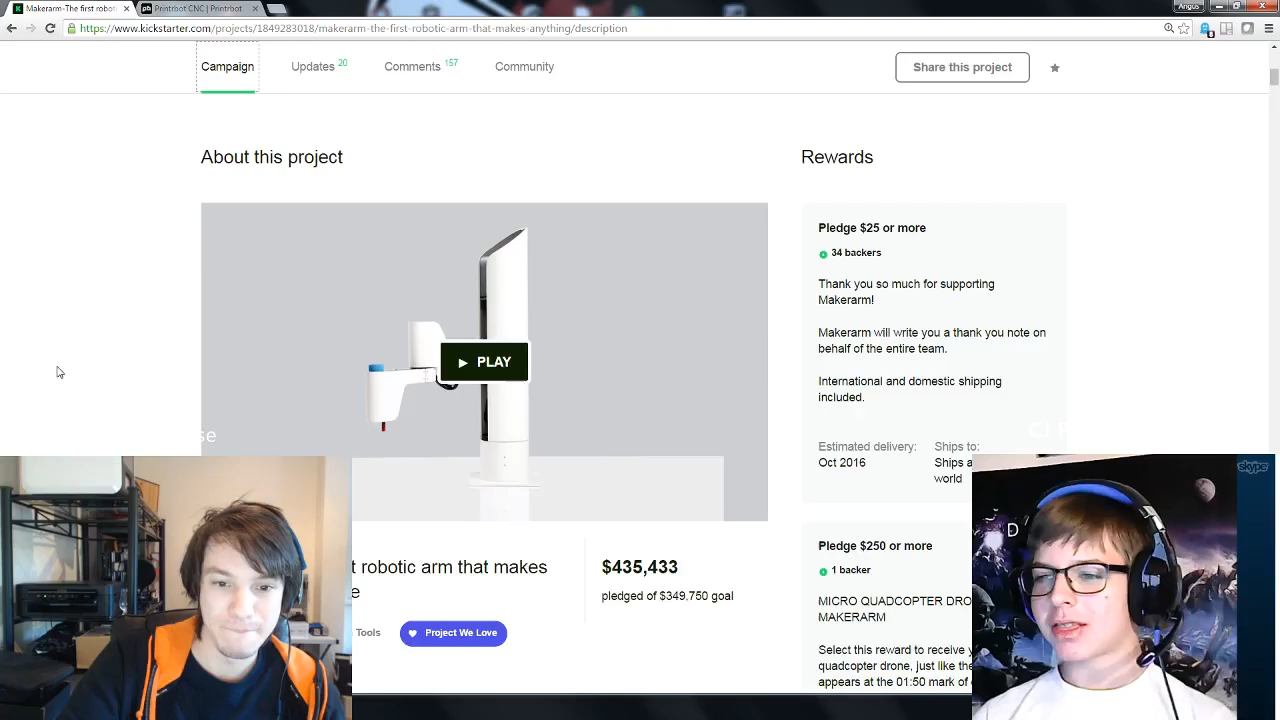 Makerarm-The first robot
Printrbot CNC | Printrbot
Angus
https://www.kickstarter.com/projects/1849283018/makerarm-the-first-robotic-arm-that-makes-anything/description
Campaign
Updates 20
Comments 157
Community
Share this project
About this project
Rewards
PLAY
Pledge $25 or more
34 backers
Thank you so much for supporting
Makerarm!
Makerarm will write you a thank you note on
behalf of the entire team.
International and domestic shipping
included.
Estimated delivery:
Ships to:
Oct 2016
Ships a
world
se
CJ
skype
D
t robotic arm that makes
e
$435,433
pledged of $349,750 goal
Tools
Project We Love
Pledge $250 or more
1 backer
MICRO QUADCOPTER DRO
MAKERARM
Select this reward to receive y
quadcopter drone, just like the
appears at the 01:50 mark of